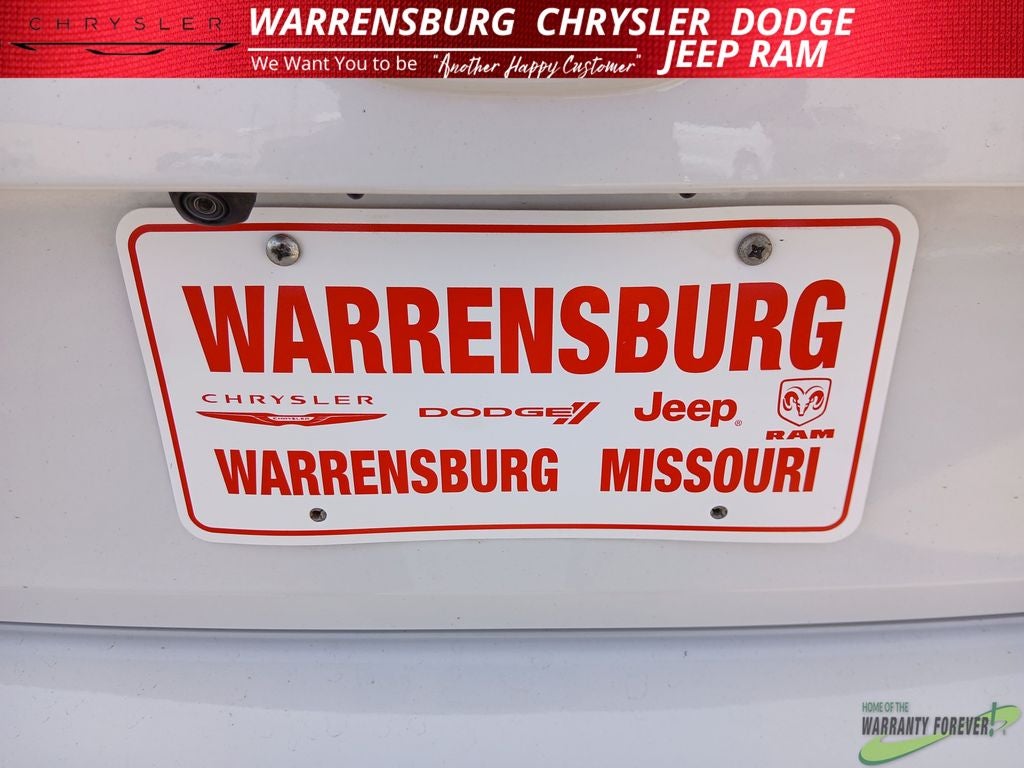 CHRYSLER
WARRENSBURG CHRYSLER DODGE
JEEP RAM
We Want You to be "Another Happy Customer"
WARRENSBURG
CHRYSLER DODGE Jeep® RAM
CHRYSLER
WARRENSBURG MISSOURI
HOME OF THE
WARRANTY FOREVER!